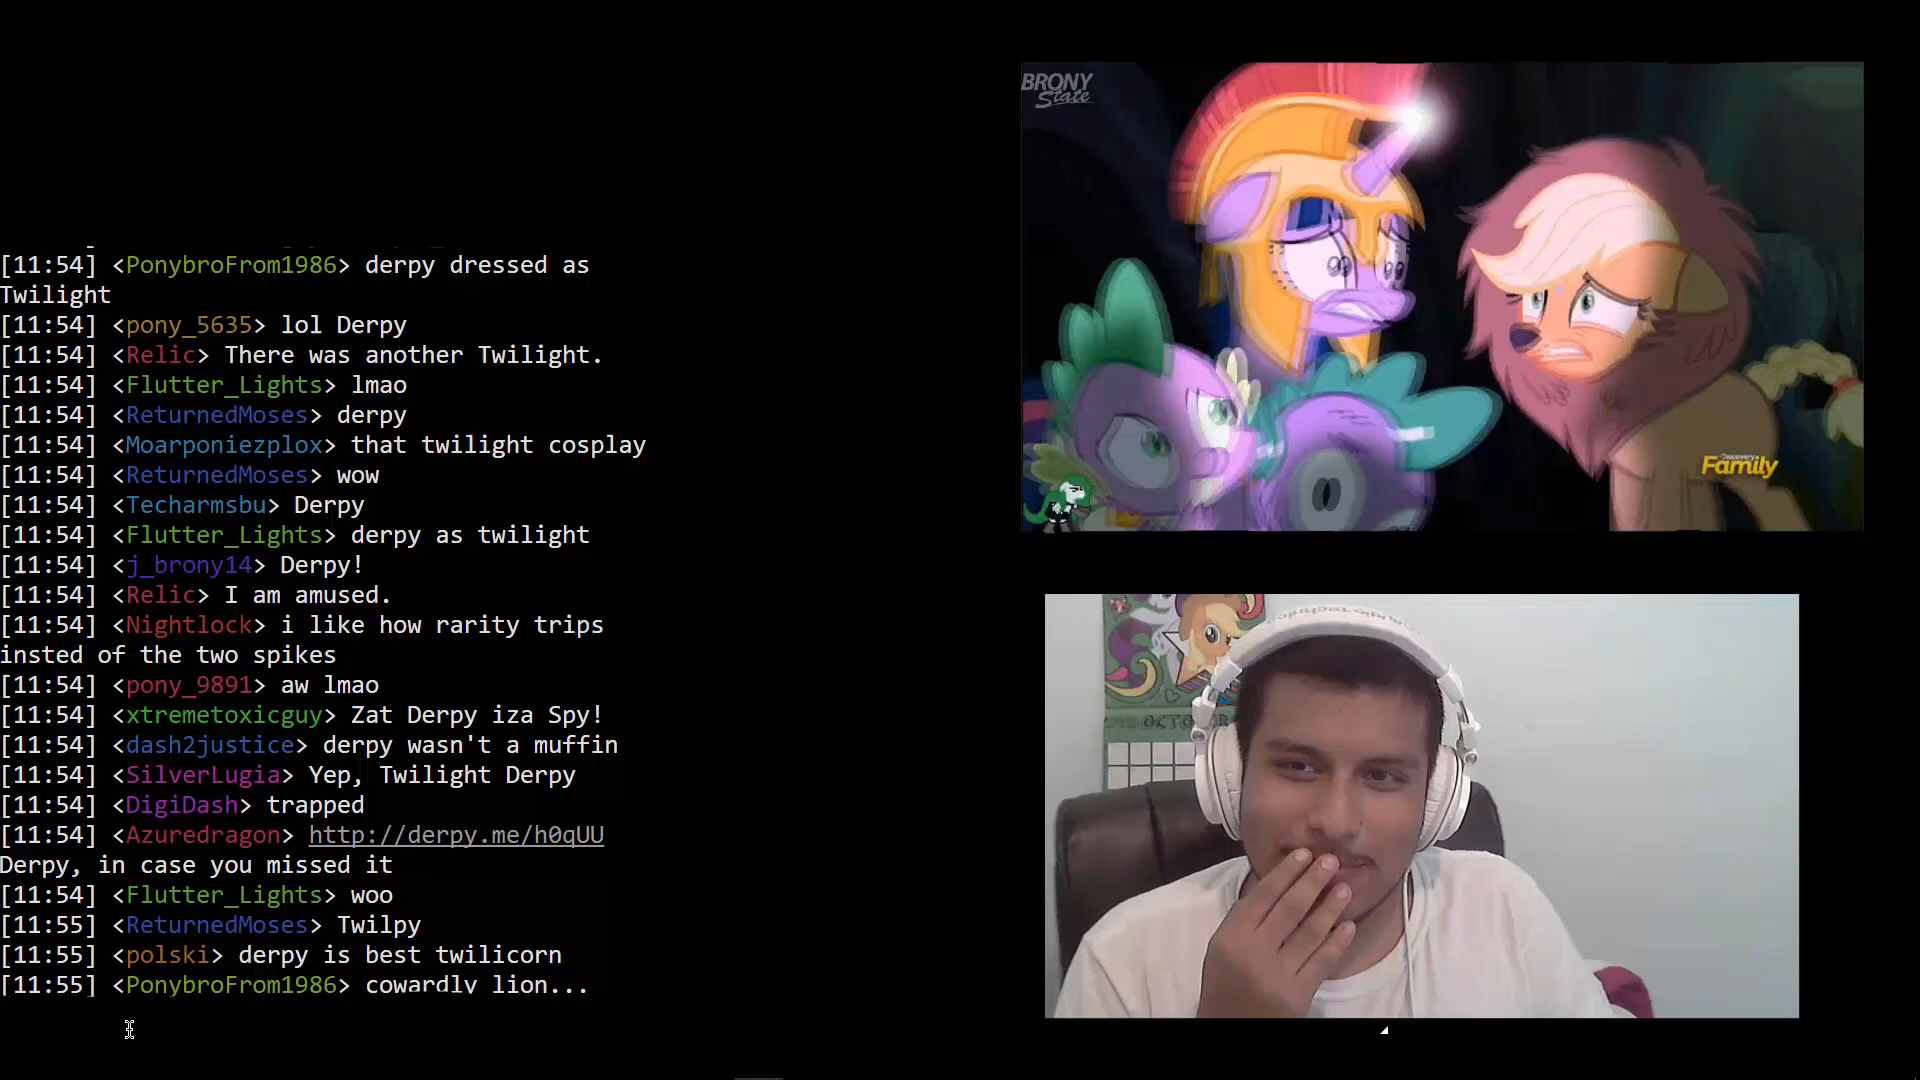 [11:54] <PonybroFrom1986> derpy dressed as
Twilight
[11:54] <pony_5635> lol Derpy
[11:54] <Relic> There was another Twilight.
[11:54] <Flutter_Lights> lmao
[11:54] <ReturnedMoses> derpy
[11:54] <Moarponiezplox> that twilight cosplay
[11:54] <ReturnedMoses> wow
[11:54] <Techarmsbu> Derpy
[11:54] <Flutter_Lights> derpy as twilight
[11:54] <j_brony14> Derpy!
[11:54] <Relic> I am amused.
[11:54] <Nightlock> i like how rarity trips
insted of the two spikes
[11:54] <pony_9891> aw lmao
[11:54] <xtremetoxicguy> Zat Derpy iza Spy!
[11:54] <dash2justice> derpy wasn't a muffin
[11:54] <SilverLugia> Yep, Twilight Derpy
[11:54] <DigiDash> trapped
[11:54] <Azuredragon> http://derpy.me/h0qUU
Derpy, in case you missed it
[11:54] <Flutter_Lights> woo
[11:55] <ReturnedMoses> Twilpy
[11:55] <polski> derpy is best twilicorn
[11:55] <PonybroFrom1986> cowardly lion...
BRONY
State
Discovery
Family
OCTOBER